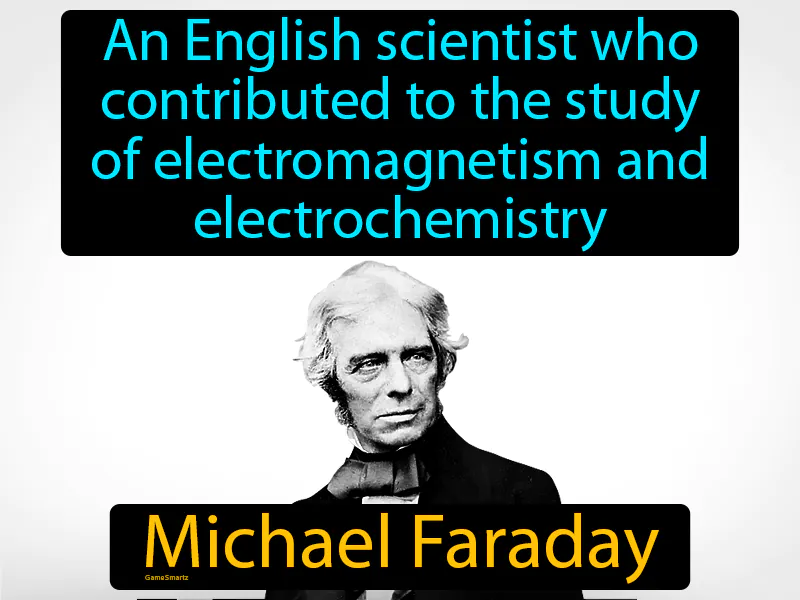 An English scientist who
contributed to the study
of electromagnetism and
electrochemistry
Michael Faraday
GameSmartz